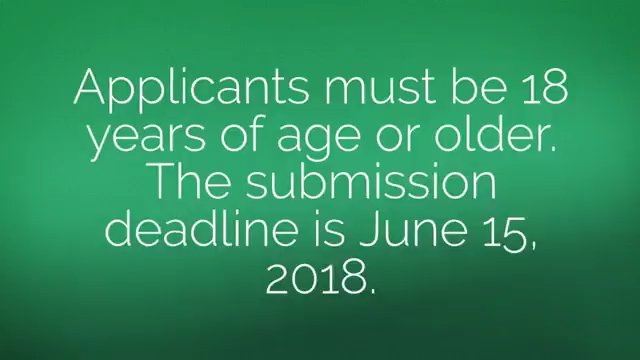 Applicants must be 18
years of age or older.
The submission
deadline is June 15,
2018.